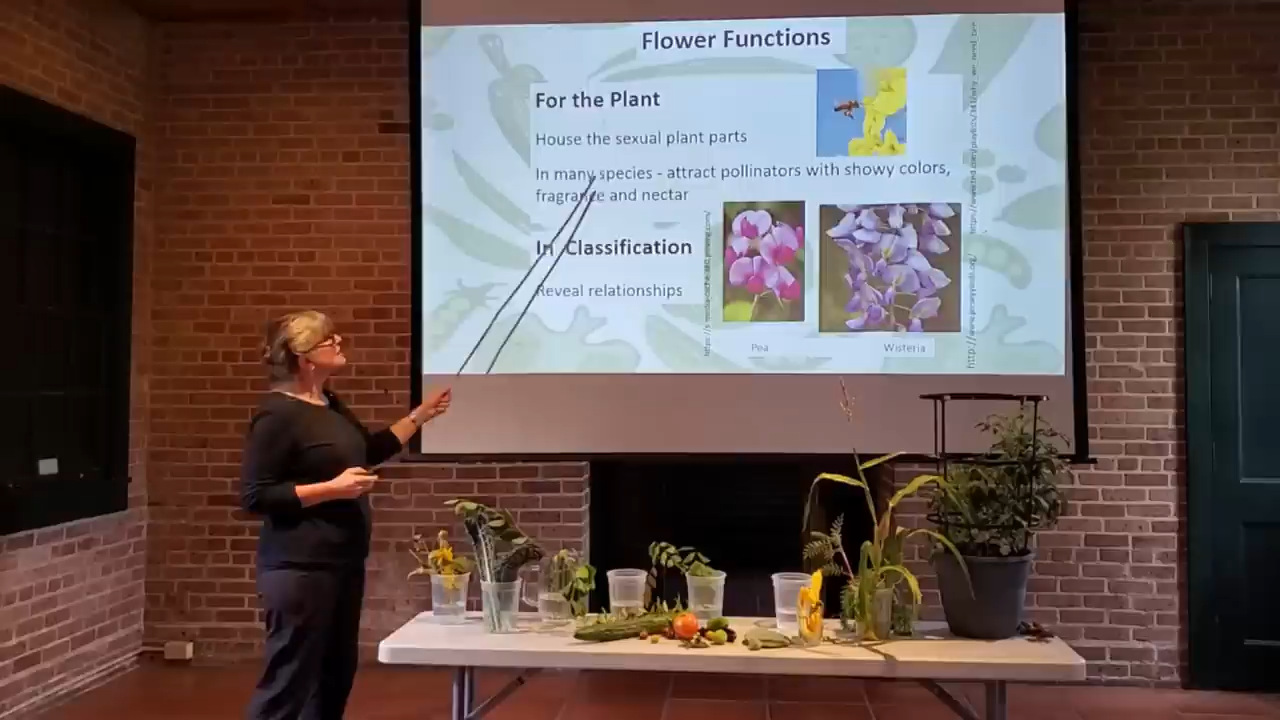 Flower Functions
For the Plant
House the sexual plant parts
In many species - attract pollinators with showy colors,
fragrance and nectar
In Classification
Reveal relationships
Pea
Wisteria